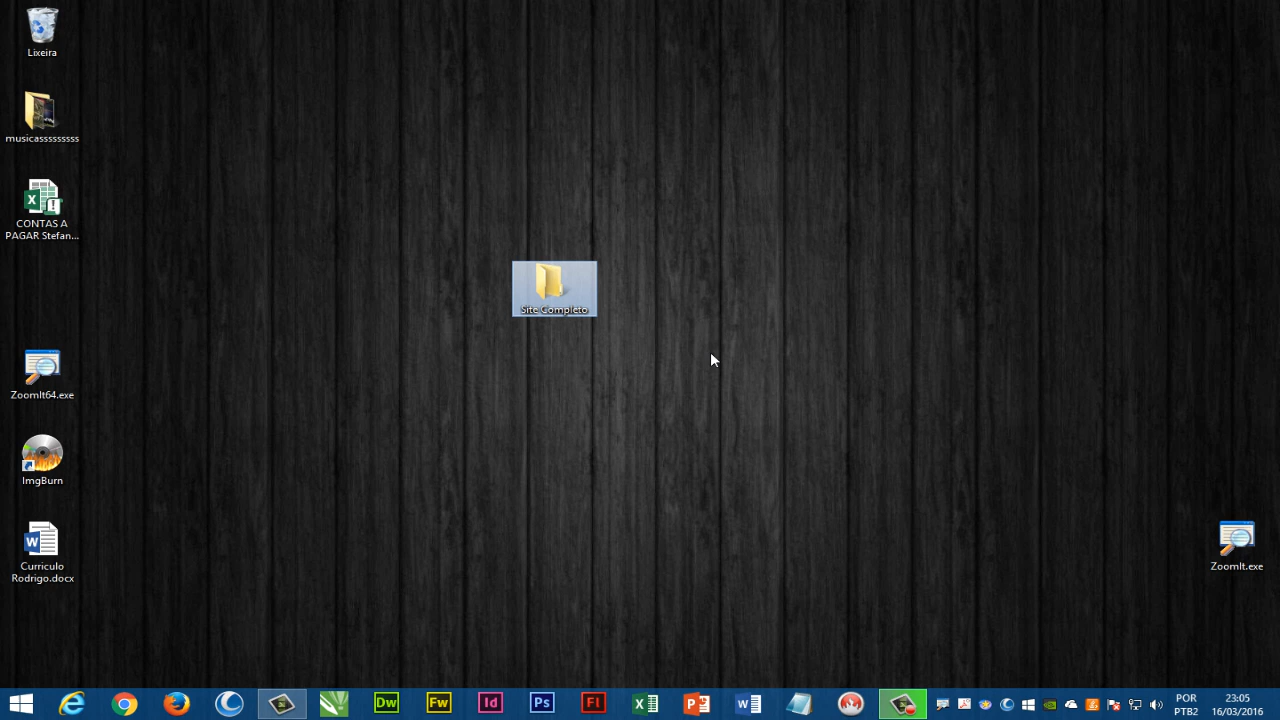 Lixeira
musicassssssssss
CONTAS A
PAGAR Stefan...
Site Completo
ZoomIt64.exe
ImgBurn
Curriculo
Rodrigo.docx
ZoomIt.exe
Dw
Fw
Id
Ps
Fl
POR
PTB2
23:05
16/03/2016